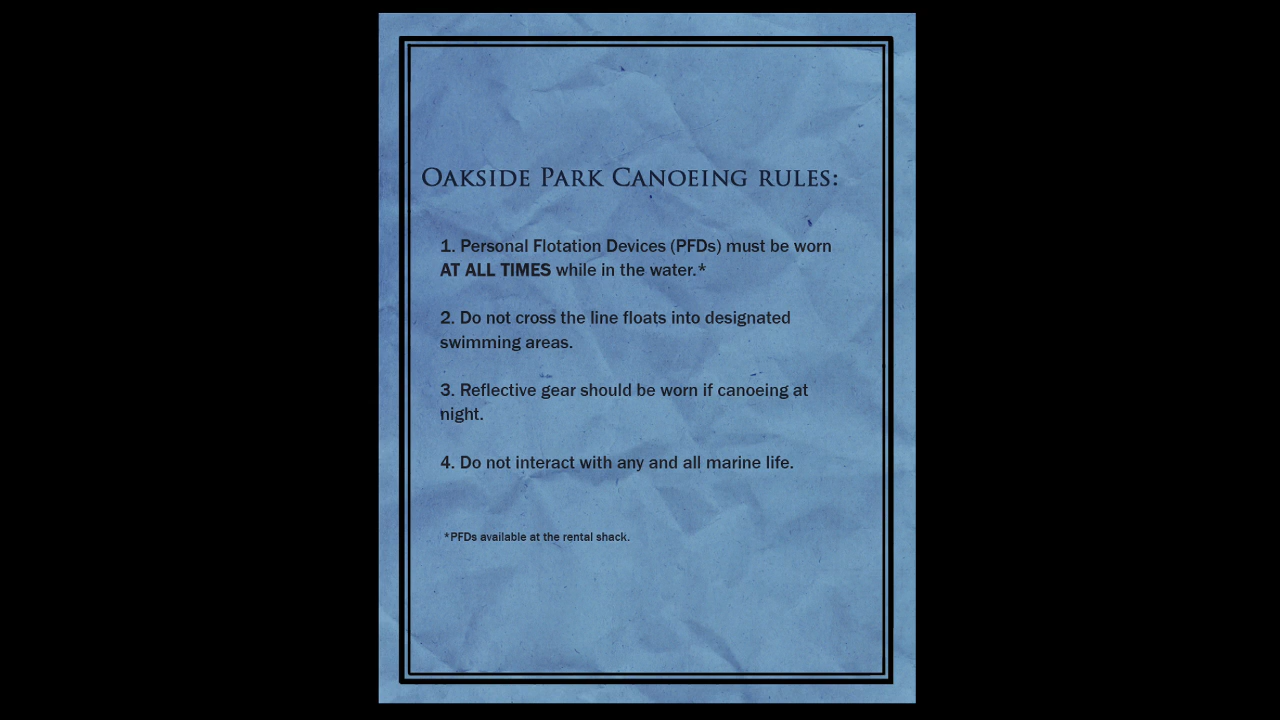 Oakside Park Canoeing rules:
1. Personal Flotation Devices (PFDs) must be worn
AT ALL TIMES while in the water.*
2. Do not cross the line floats into designated
swimming areas.
3. Reflective gear should be worn if canoeing at
night.
4. Do not interact with any and all marine life.
*PFDs available at the rental shack.